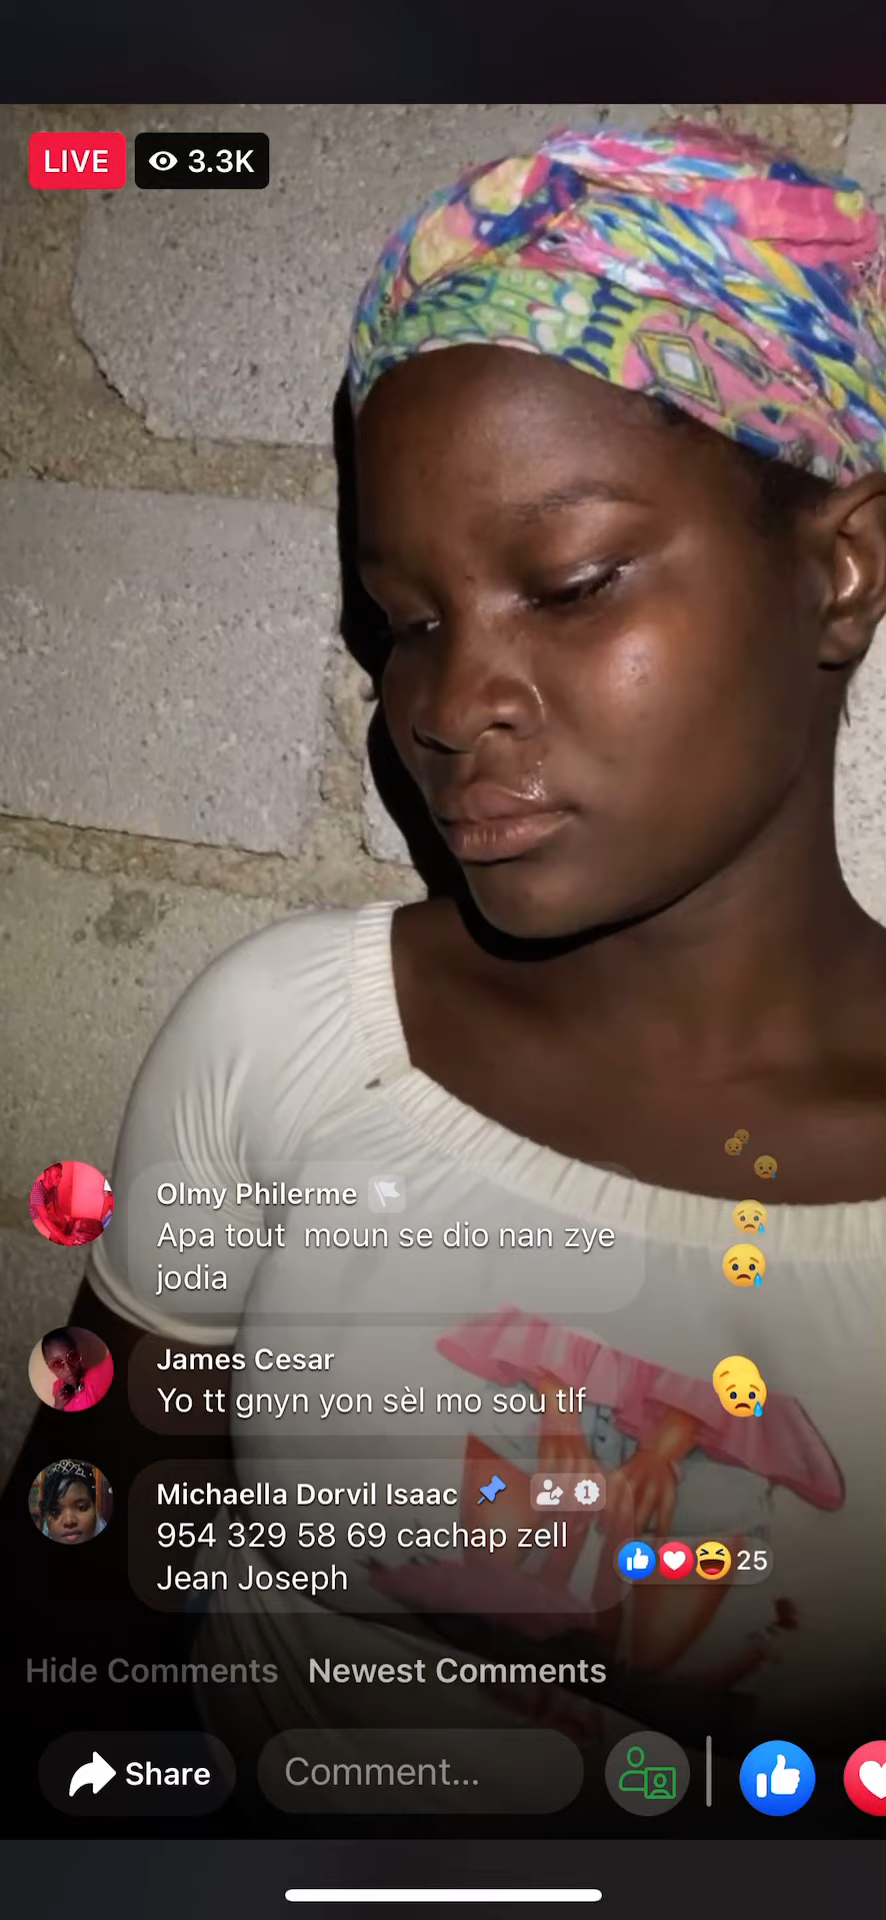 LIVE
3.3K
Olmy Philerme
Apa tout moun se dio nan zye
jodia
James Cesar
Yo tt gnyn yon sèl mo sou tlf
Michaella Dorvil Isaac
1
954 329 58 69 cachap zell
Jean Joseph
25
Hide Comments
Newest Comments
Share
Comment...